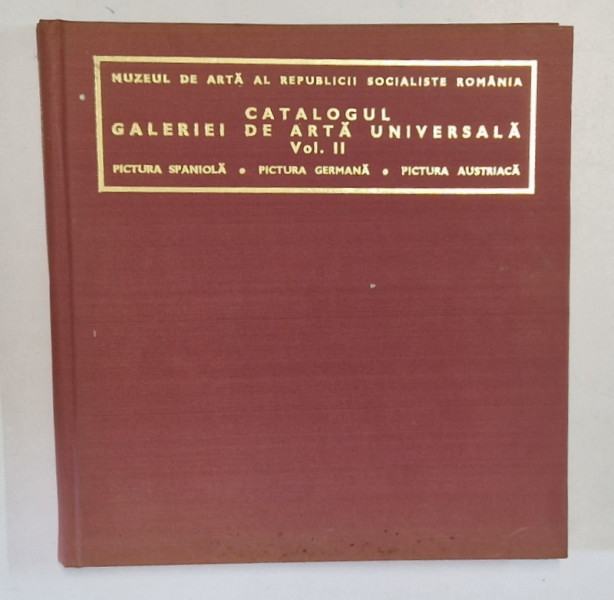 MUZEUL DE ARTĂ AL REPUBLICII SOCIALISTE ROMÂNIA
CATALOGUL
GALERIEI DE ARTĂ UNIVERSALĂ
Vol. II
PICTURA SPANIOLĂ • PICTURA GERMANĂ • PICTURA AUSTRIACĂ